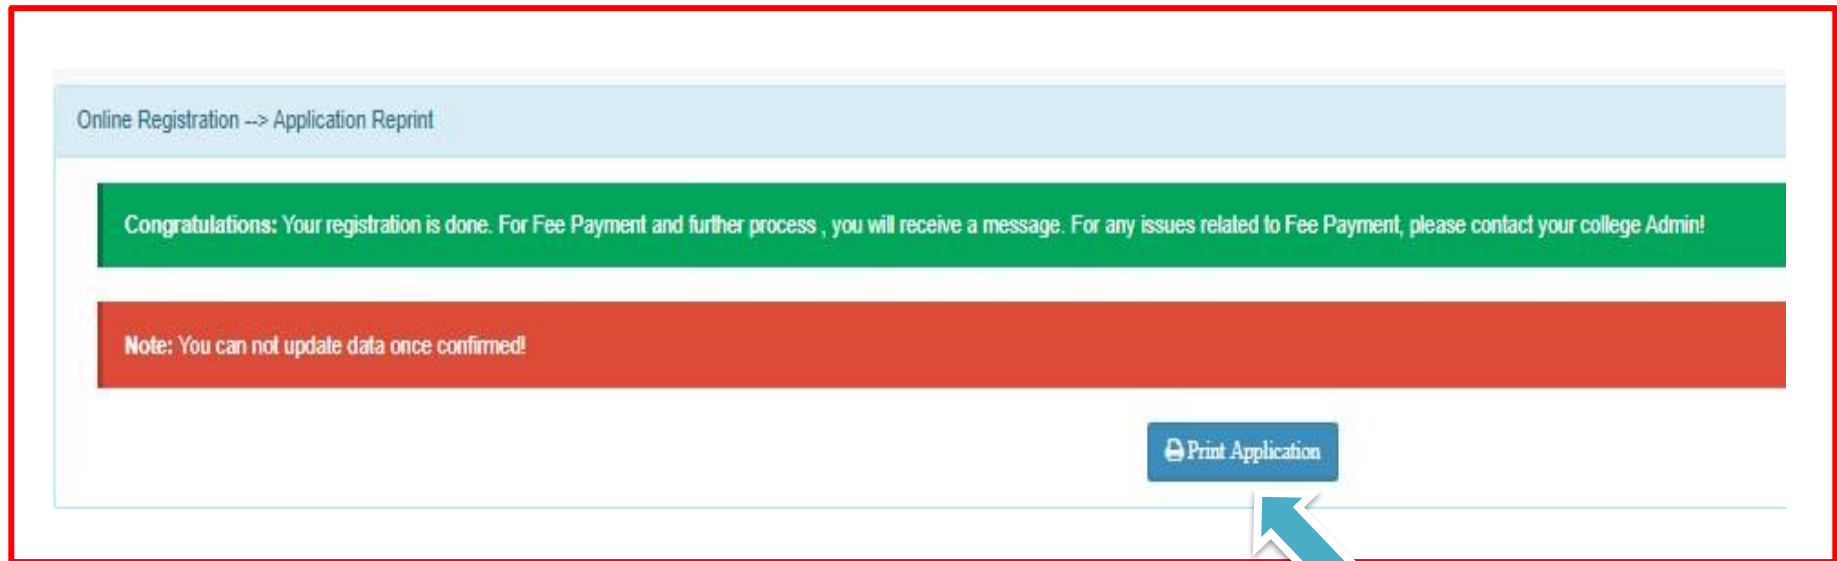 Online Registration --> Application Reprint
Congratulations: Your registration is done. For Fee Payment and further process , you will receive a message. For any issues related to Fee Payment, please contact your college Admin!
Note: You can not update data once confirmed!
Print Application